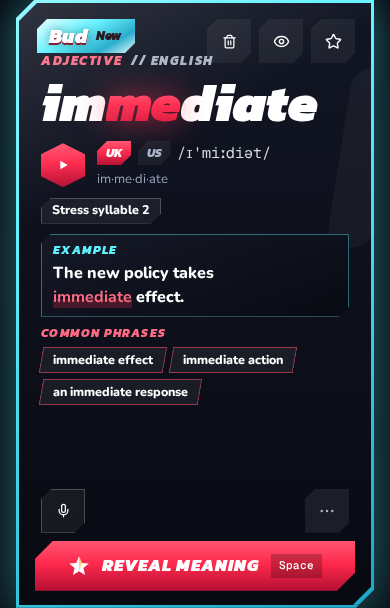 Bud New
ADJECTIVE // ENGLISH
immediate
UK US /ɪˈmiːdiət/
im·me·di·ate
Stress syllable 2
EXAMPLE
The new policy takes
immediate effect.
COMMON PHRASES
immediate effect immediate action
an immediate response
REVEAL MEANING Space